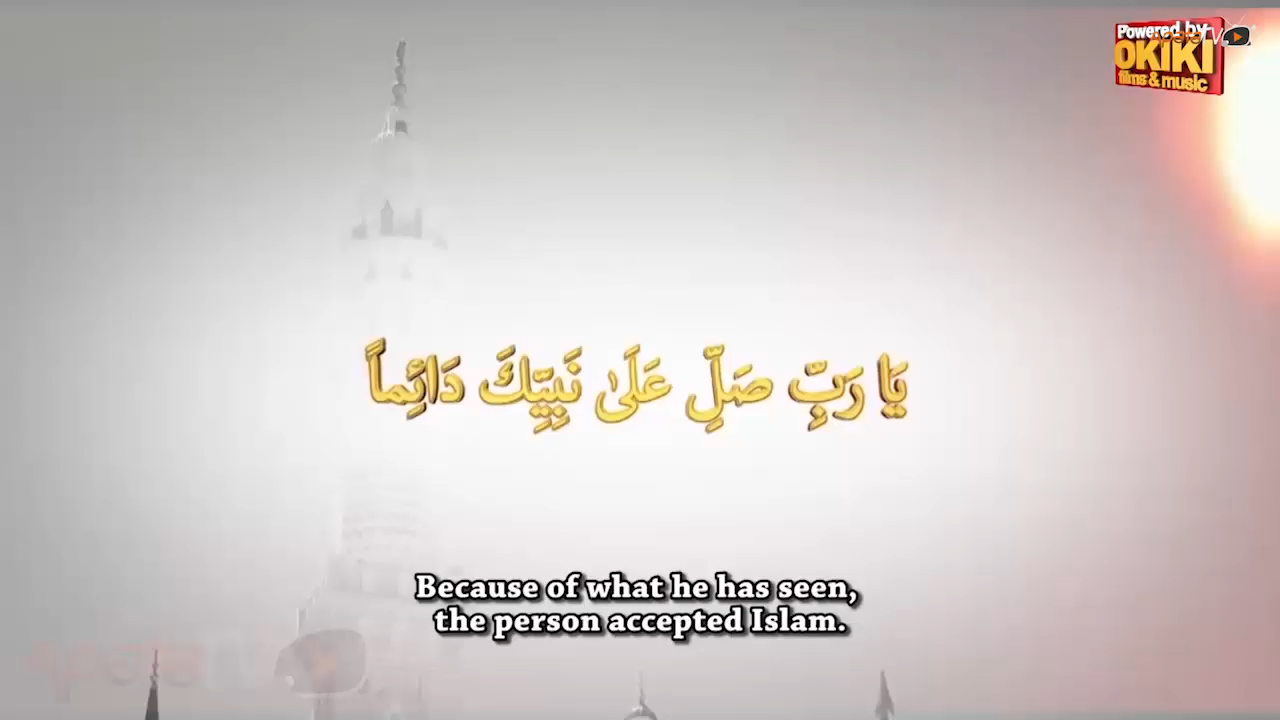 Powered by
OKIKI
films & music
يَا رَبِّ صَلِّ عَلَىٰ نَبِيِّكَ دَائِماً
Because of what he has seen,
the person accepted Islam.